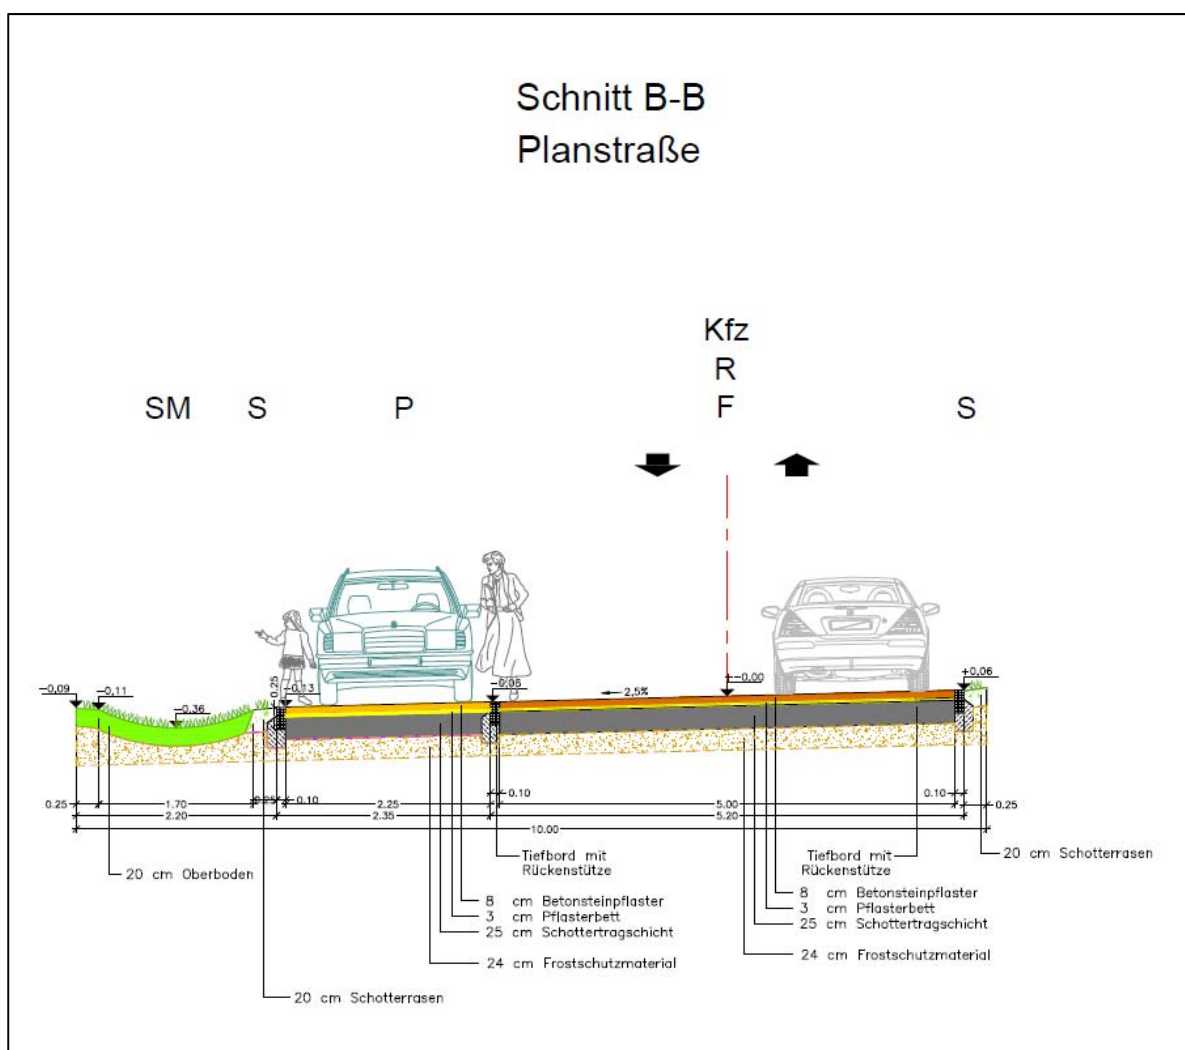 Schnitt B-B
Planstraße
Kfz
R
SM S P F S
-0,09
-0,11
-0,36
0,25
-0,13
-0,06
2,5%
+-0,00
+0,06
0.25 1.70 0,25 0.10 2.25 0.10 5.00 0.10 0.25
2.20 2.35 5.20
10.00
20 cm Oberboden
Tiefbord mit
Rückenstütze
8 cm Betonsteinpflaster
3 cm Pflasterbett
25 cm Schottertragschicht
24 cm Frostschutzmaterial
20 cm Schotterrasen
Tiefbord mit
Rückenstütze
8 cm Betonsteinpflaster
3 cm Pflasterbett
25 cm Schottertragschicht
24 cm Frostschutzmaterial
20 cm Schotterrasen